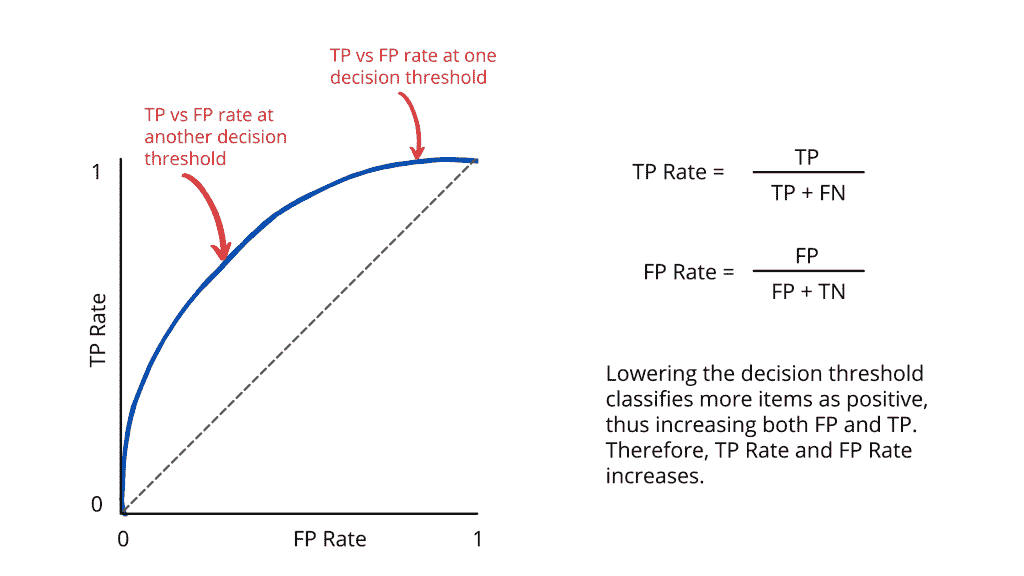 TP vs FP rate at one
decision threshold
TP vs FP rate at
another decision
threshold
1
TP Rate
0
0
FP Rate
1
TP Rate =
TP
TP + FN
FP Rate =
FP
FP + TN
Lowering the decision threshold
classifies more items as positive,
thus increasing both FP and TP.
Therefore, TP Rate and FP Rate
increases.